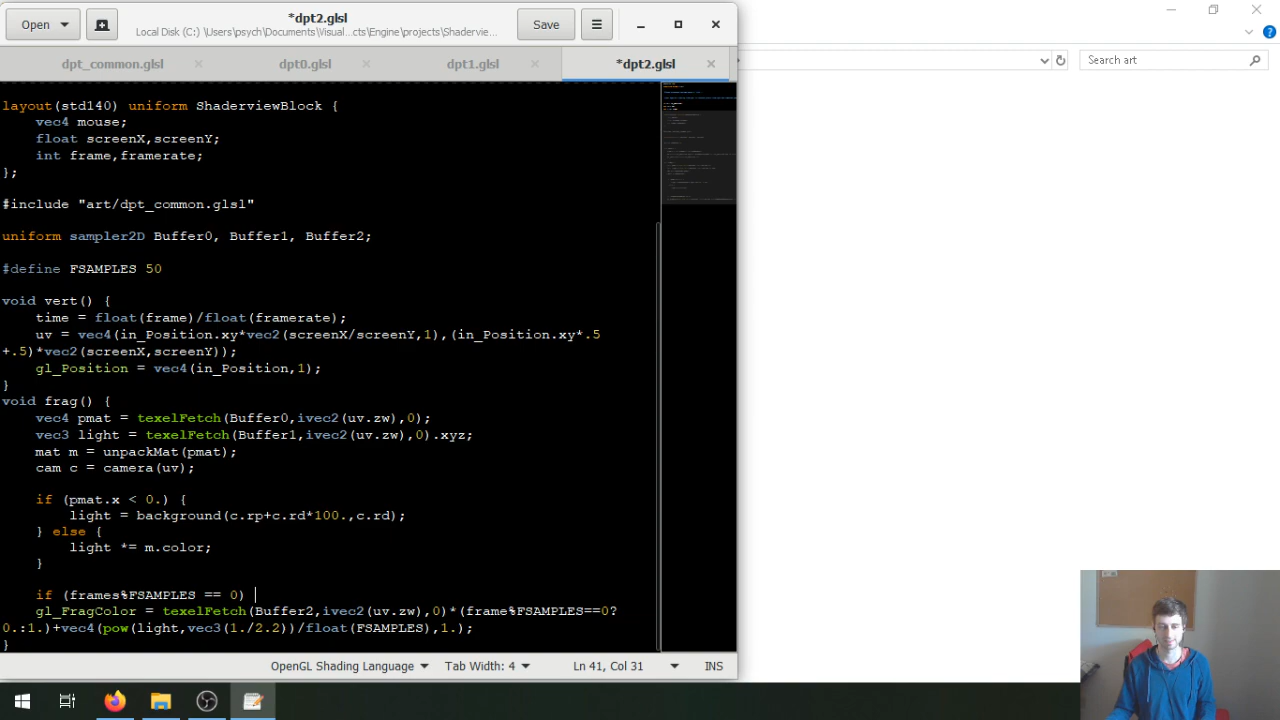 Open
*dpt2.glsl
Local Disk (C:) \Users\psych\Documents\Visual...cts\Engine\projects\Shadervie...
Save
dpt_common.glsl
dpt0.glsl
dpt1.glsl
*dpt2.glsl
Search art
layout(std140) uniform ShaderviewBlock {
    vec4 mouse;
    float screenX,screenY;
    int frame,framerate;
};
#include "art/dpt_common.glsl"
uniform sampler2D Buffer0, Buffer1, Buffer2;
#define FSAMPLES 50
void vert() {
    time = float(frame)/float(framerate);
    uv = vec4(in_Position.xy*vec2(screenX/screenY,1),(in_Position.xy*.5
+.5)*vec2(screenX,screenY));
    gl_Position = vec4(in_Position,1);
}
void frag() {
    vec4 pmat = texelFetch(Buffer0,ivec2(uv.zw),0);
    vec3 light = texelFetch(Buffer1,ivec2(uv.zw),0).xyz;
    mat m = unpackMat(pmat);
    cam c = camera(uv);
    if (pmat.x < 0.) {
        light = background(c.rp+c.rd*100.,c.rd);
    } else {
        light *= m.color;
    }
    if (frames%FSAMPLES == 0)
    gl_FragColor = texelFetch(Buffer2,ivec2(uv.zw),0)*(frame%FSAMPLES==0?
0.:1.)+vec4(pow(light,vec3(1./2.2))/float(FSAMPLES),1.);
}
OpenGL Shading Language
Tab Width: 4
Ln 41, Col 31
INS